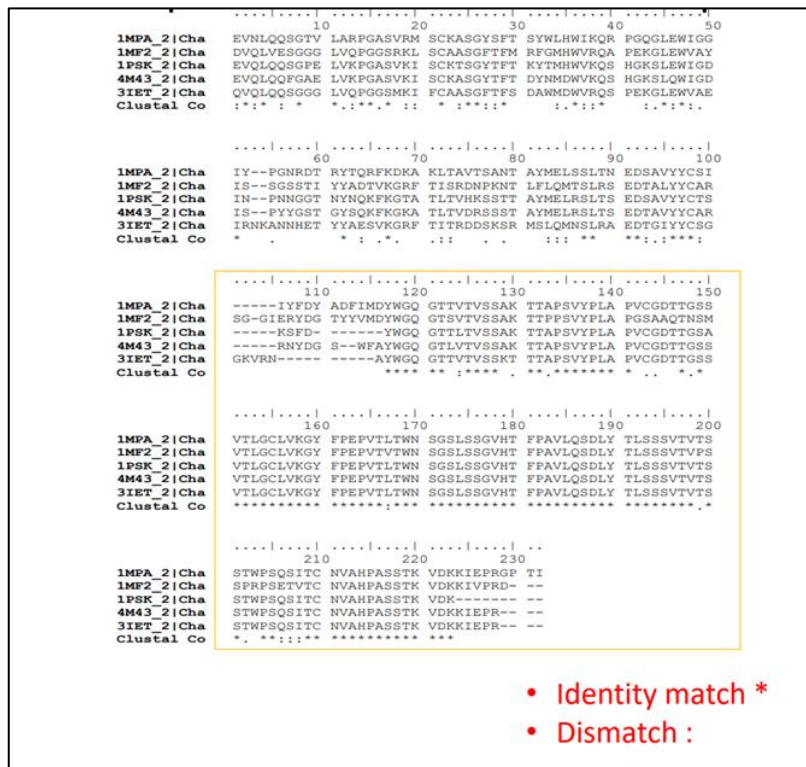 ....|....| ....|....| ....|....| ....|....| ....|....|
10 20 30 40 50
1MPA_2|Cha EVNLQQSGTV LARPGASVRM SCKASGYSFT SYWLHWIKQR PGQGLEWIGG
1MF2_2|Cha DVQLVESGGG LVQPGGSRKL SCAASGFTFM RFGMHWVRQA PEKGLEWVAY
1PSK_2|Cha EVQLQQSGPE LVKPGASVKI SCKTSGYTFT KYTMHWVKQS HGKSLEWIGD
4M43_2|Cha EVQLQQFGAE LVKPGASVKI SCKASGYTFT DYNMDWVKQS HGKSLQWIGD
3IET_2|Cha QVQLQQSGGG LVQPGGSMKI FCAASGFTFS DAWMDWVRQS PEKGLEWVAE
60 70 80 90 100
1MPA_2|Cha IY--PGNRDT RYTQRFKDKA KLTAVTSANT AYMELSSLTN EDSAVYYCSI
1MF2_2|Cha IS--SGSSTI YYADTVKGRF TISRDNPKNT LFLQMTSLRS EDTALYYCAR
1PSK_2|Cha IN--PNNGGT NYNQKFKGTA TLTVHKSSTT AYMELRSLTS EDSAVYYCTS
4M43_2|Cha IS--PYYGST GYSQKFKGKA TLTVDRSSST AYMELRSLTS EDTAVYYCAR
3IET_2|Cha IRNKANNHET YYAESVKGRF TITRDDSKSR MSLQMNSLRA EDTGIYYCSG
110 120 130 140 150
1MPA_2|Cha -----IYFDY ADFIMDYWGQ GTTVTVSSAK TTAPSVYPLA PVCGDTTGSS
1MF2_2|Cha SG-GIERYDG TYYVMDYWGQ GTSVTVSSAK TTPPSVYPLA PGSAAQTNSM
1PSK_2|Cha -----KSFD- ------YWGQ GTTLTVSSAK TTAPSVYPLA PVCGDTTGSA
4M43_2|Cha -----RNYDG S--WFAYWGQ GTLVTVSSAK TTAPSVYPLA PVCGDTTGSS
3IET_2|Cha GKVRN----- -----AYWGQ GTTLTVSSKT TTAPSVYPLA PVCGDTTGSS
160 170 180 190 200
1MPA_2|Cha VTLGCLVKGY FPEPVTLTWN SGSLSSGVHT FPAVLQSDLY TLSSSVTVTS
1MF2_2|Cha VTLGCLVKGY FPEPVTVTWN SGSLSSGVHT FPAVLQSDLY TLSSSVTVPS
1PSK_2|Cha VTLGCLVKGY FPEPVTLTWN SGSLSSGVHT FPAVLQSDLY TLSSSVTVTS
4M43_2|Cha VTLGCLVKGY FPEPVTLTWN SGSLSSGVHT FPAVLQSDLY TLSSSVTVTS
3IET_2|Cha VTLGCLVKGY FPEPVTLTWN SGSLSSGVHT FPAVLQSDLY TLSSSVTVTS
Clustal Co ********** ******:*** ********** ********** ********.*
210 220 230
1MPA_2|Cha STWPSQSITC NVAHPASSTK VDKKIEPRGP TI
1MF2_2|Cha SPRPSETVTC NVAHPASSTK VDKKIVPRD- --
1PSK_2|Cha STWPSQSITC NVAHPASSTK VDK------- --
4M43_2|Cha STWPSQSITC NVAHPASSTK VDKKIEPR-- --
3IET_2|Cha STWPSQSITC NVAHPASSTK VDKKIEPR-- --
Clustal Co *. **:::** ********** ***
• Identity match *
• Dismatch :